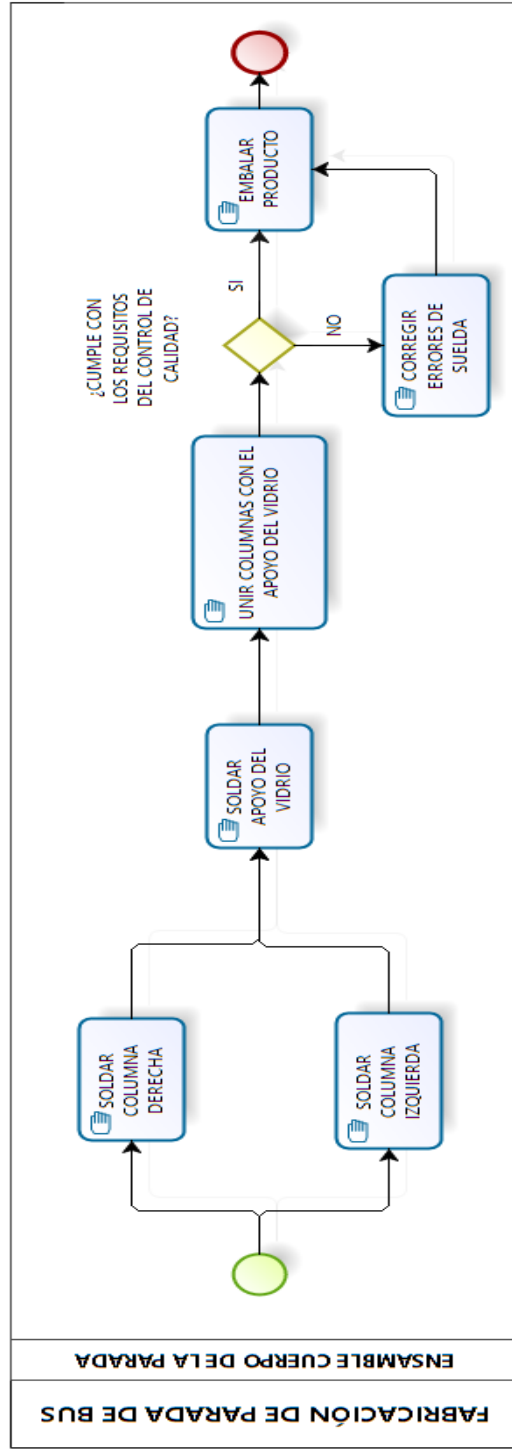 FABRICACIÓN DE PARADA DE BUS
ENSAMBLE CUERPO DE LA PARADA
SOLDAR
COLUMNA
DERECHA
SOLDAR
COLUMNA
IZQUIERDA
SOLDAR
APOYO DEL
VIDRIO
UNIR COLUMNAS CON EL
APOYO DEL VIDRIO
¿CUMPLE CON
LOS REQUISITOS
DEL CONTROL DE
CALIDAD?
SI
NO
CORREGIR
ERRORES DE
SUELDA
EMBALAR
PRODUCTO